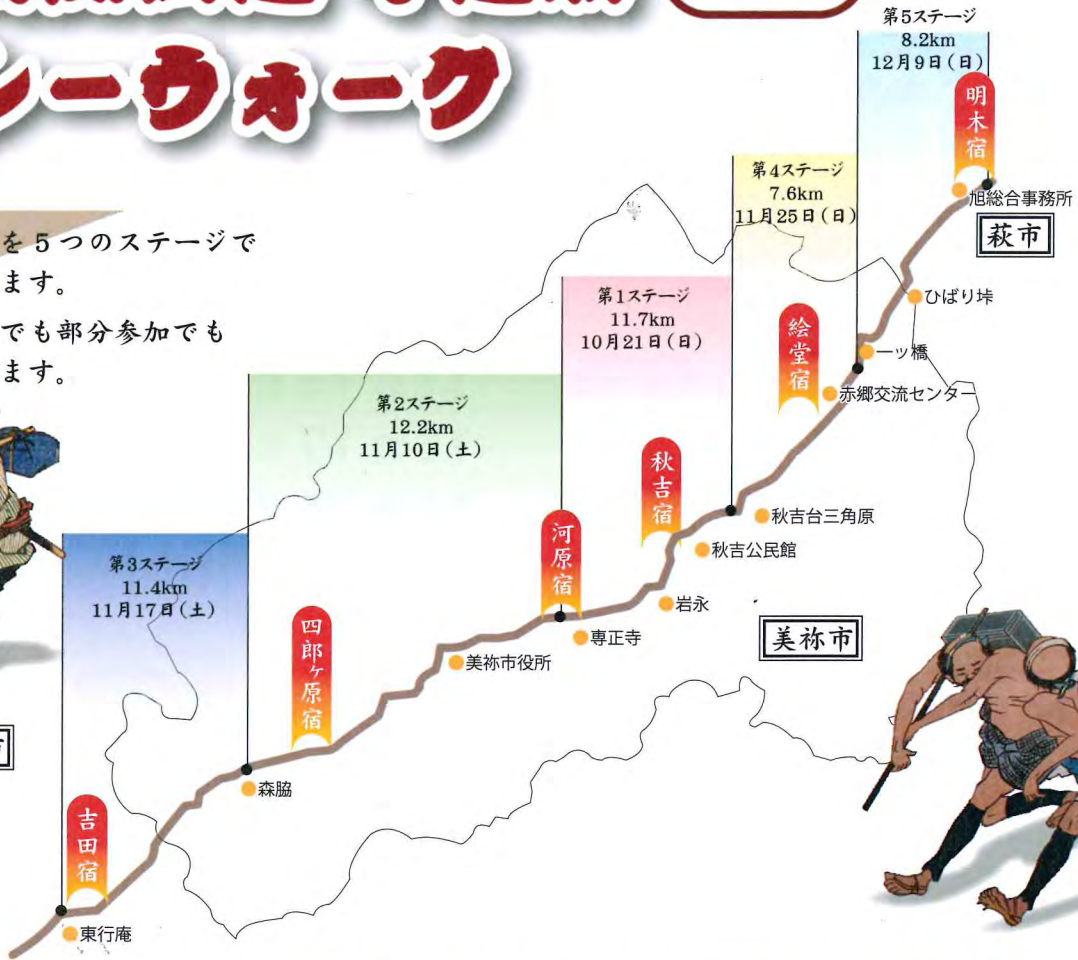 シーウォーク
を５つのステージで
ます。
でも部分参加でも
ます。
第5ステージ
8.2km
12月9日(日)
明木宿
旭総合事務所
萩市
第4ステージ
7.6km
11月25日(日)
ひばり垰
第1ステージ
11.7km
10月21日(日)
絵堂宿
一ッ橋
赤郷交流センター
第2ステージ
12.2km
11月10日(土)
秋吉宿
秋吉台三角原
秋吉公民館
河原宿
岩永
専正寺
美祢市
第3ステージ
11.4km
11月17日(土)
四郎ヶ原宿
美祢市役所
森脇
吉田宿
東行庵